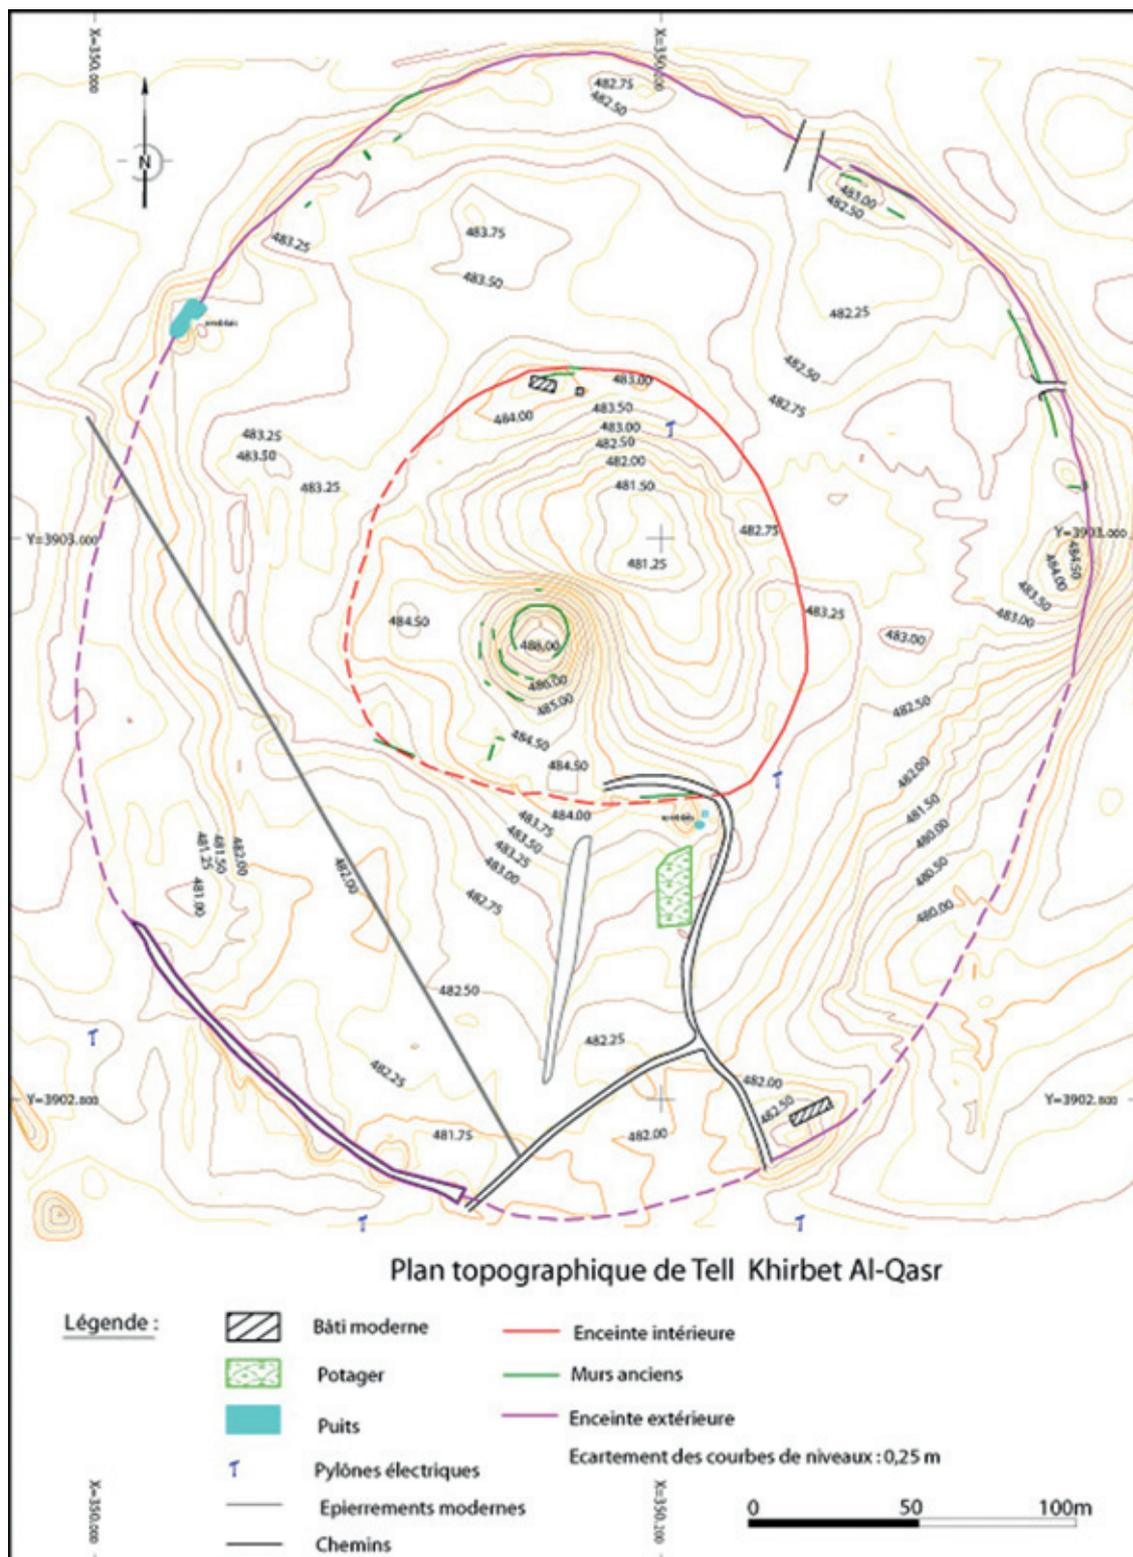 X=350.000
X=350.200
N
482.75
482.50
483.00
482.50
483.25
483.75
483.50
482.25
482.50
482.75
483.00
484.00
483.50
483.00
482.50
482.00
481.50
483.25
483.50
483.25
482.75
Y=3903.000
Y=3903.000
481.25
484.50
484.00
483.50
483.00
484.50
483.25
483.00
488.00
486.00
485.00
482.50
484.50
484.50
482.00
484.00
483.75
483.50
483.25
483.00
482.75
481.50
480.00
480.50
480.00
482.00
481.50
481.25
481.00
482.00
482.50
482.25
482.25
482.00
482.50
Y=3902.800
Y=3902.800
481.75
482.00
Plan topographique de Tell Khirbet Al-Qasr
Légende :
Bâti moderne
Potager
Puits
Pylônes électriques
Epierrements modernes
Chemins
Enceinte intérieure
Murs anciens
Enceinte extérieure
Ecartement des courbes de niveaux : 0,25 m
0 50 100m
X=350.000
X=350.200